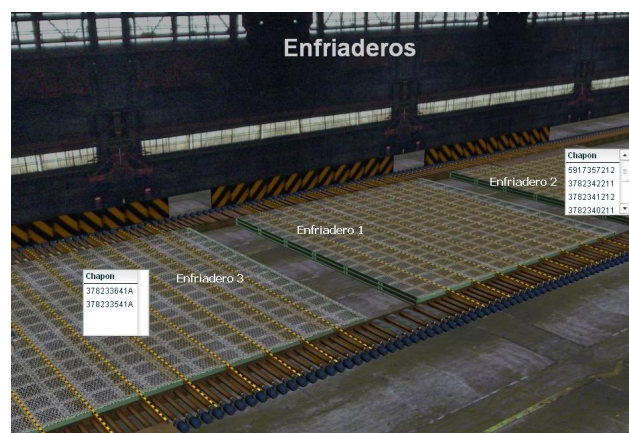 Enfriaderos
Chapon
5917357212
3782342211
3782341212
3782340211
Enfriadero 2
Enfriadero 1
Enfriadero 3
Chapon
378233641A
378233541A